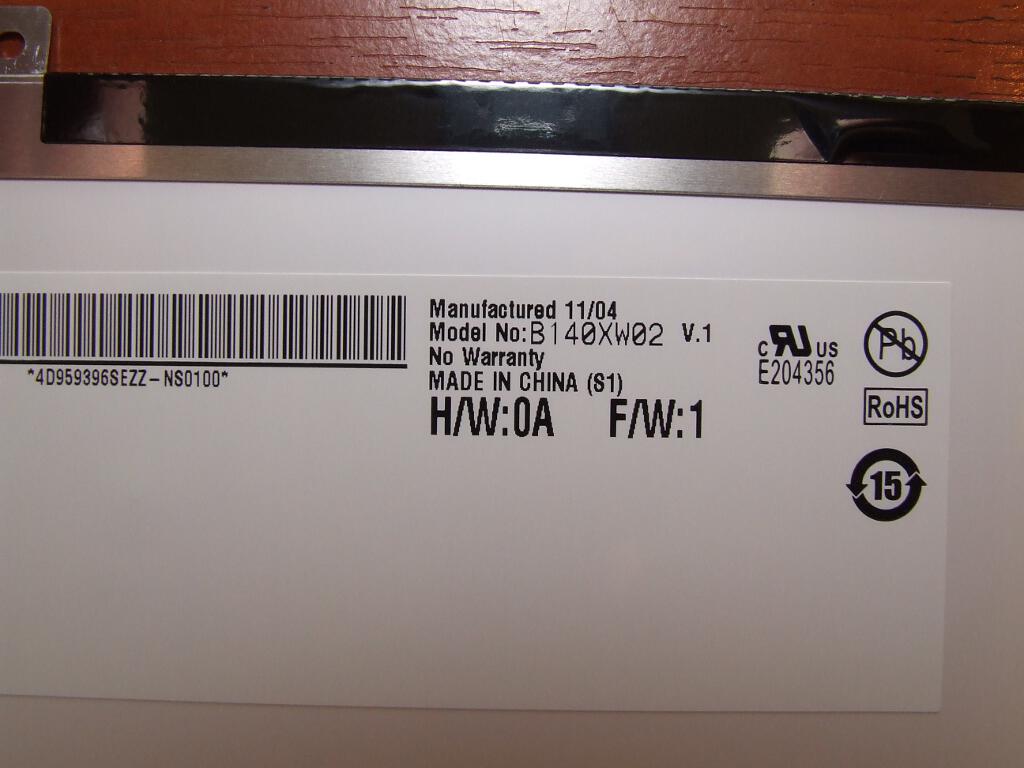 *4D959396SEZZ-NS0100*
Manufactured 11/04
Model No:B140XW02 V.1
No Warranty
MADE IN CHINA (S1)
H/W:0A F/W:1
c RU US
E204356
Pb
RoHS
15